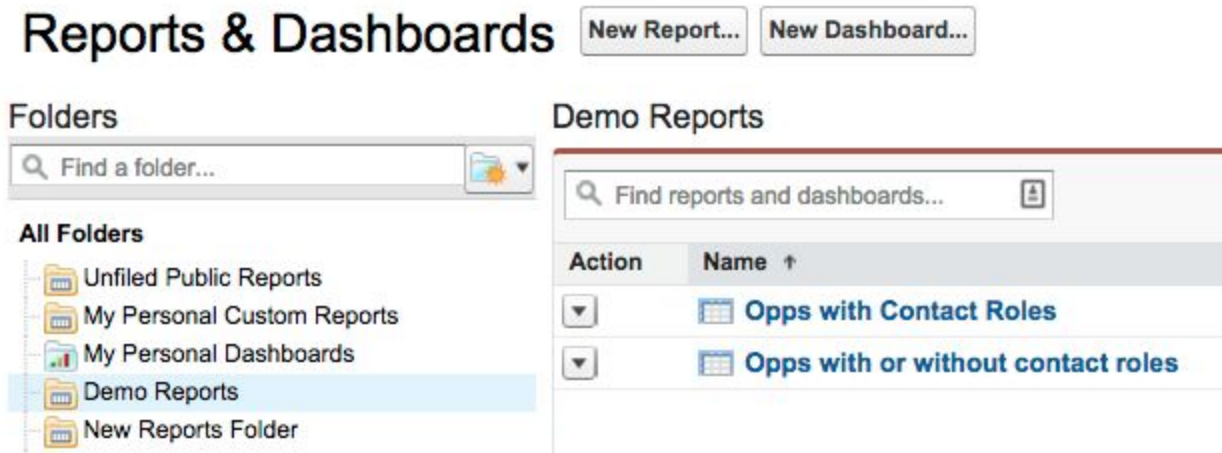 Reports & Dashboards New Report... New Dashboard...
Folders
Find a folder...
All Folders
Unfiled Public Reports
My Personal Custom Reports
My Personal Dashboards
Demo Reports
New Reports Folder
Demo Reports
Find reports and dashboards...
Action Name ↑
Opps with Contact Roles
Opps with or without contact roles